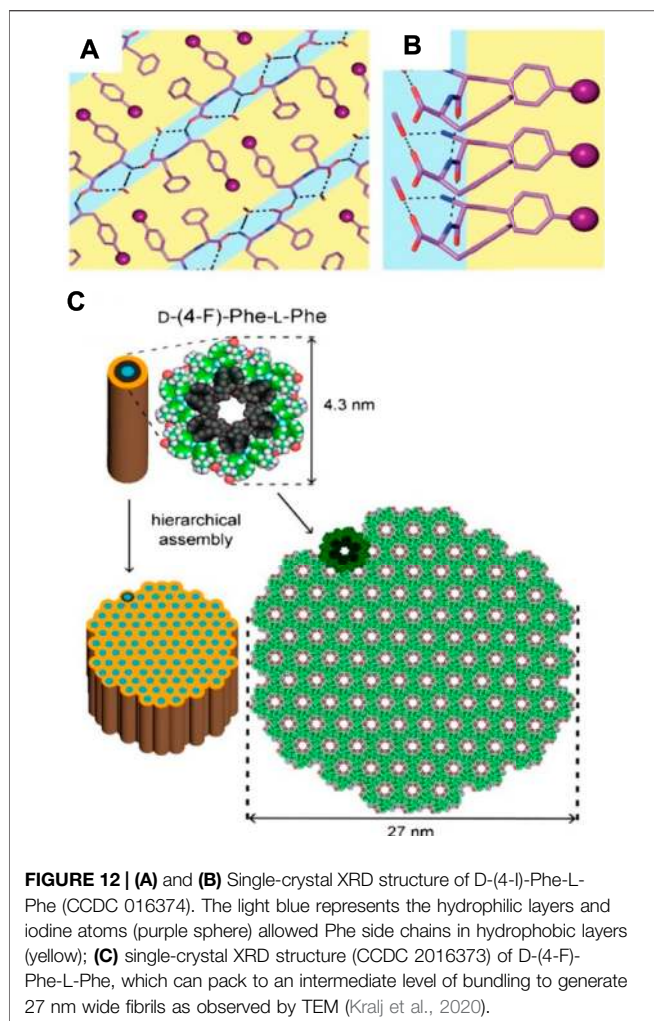 A
B
C
D-(4-F)-Phe-L-Phe
4.3 nm
hierarchical
assembly
27 nm
FIGURE 12 | (A) and (B) Single-crystal XRD structure of D-(4-I)-Phe-L-
Phe (CCDC 016374). The light blue represents the hydrophilic layers and
iodine atoms (purple sphere) allowed Phe side chains in hydrophobic layers
(yellow); (C) single-crystal XRD structure (CCDC 2016373) of D-(4-F)-
Phe-L-Phe, which can pack to an intermediate level of bundling to generate
27 nm wide fibrils as observed by TEM (Kralj et al., 2020).